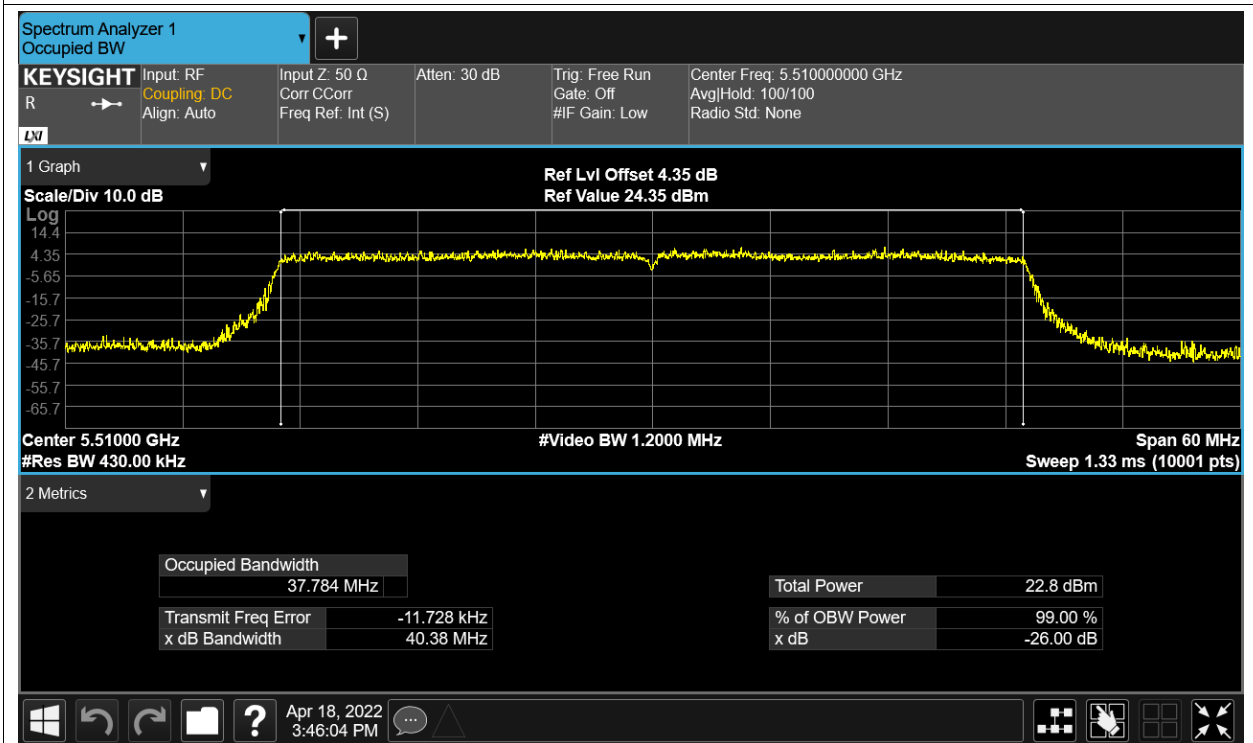 Spectrum Analyzer 1
Occupied BW
KEYSIGHT
R
LXI
Input: RF
Coupling: DC
Align: Auto
Input Z: 50 Ω
Corr CCorr
Freq Ref: Int (S)
Atten: 30 dB
Trig: Free Run
Gate: Off
#IF Gain: Low
Center Freq: 5.510000000 GHz
Avg|Hold: 100/100
Radio Std: None
1 Graph
Scale/Div 10.0 dB
Ref Lvl Offset 4.35 dB
Ref Value 24.35 dBm
Log
14.4
4.35
-5.65
-15.7
-25.7
-35.7
-45.7
-55.7
-65.7
Center 5.51000 GHz
#Video BW 1.2000 MHz
Span 60 MHz
#Res BW 430.00 kHz
Sweep 1.33 ms (10001 pts)
2 Metrics
Occupied Bandwidth
37.784 MHz
Total Power 22.8 dBm
Transmit Freq Error -11.728 kHz
% of OBW Power 99.00 %
x dB Bandwidth 40.38 MHz
x dB -26.00 dB
?
Apr 18, 2022
3:46:04 PM